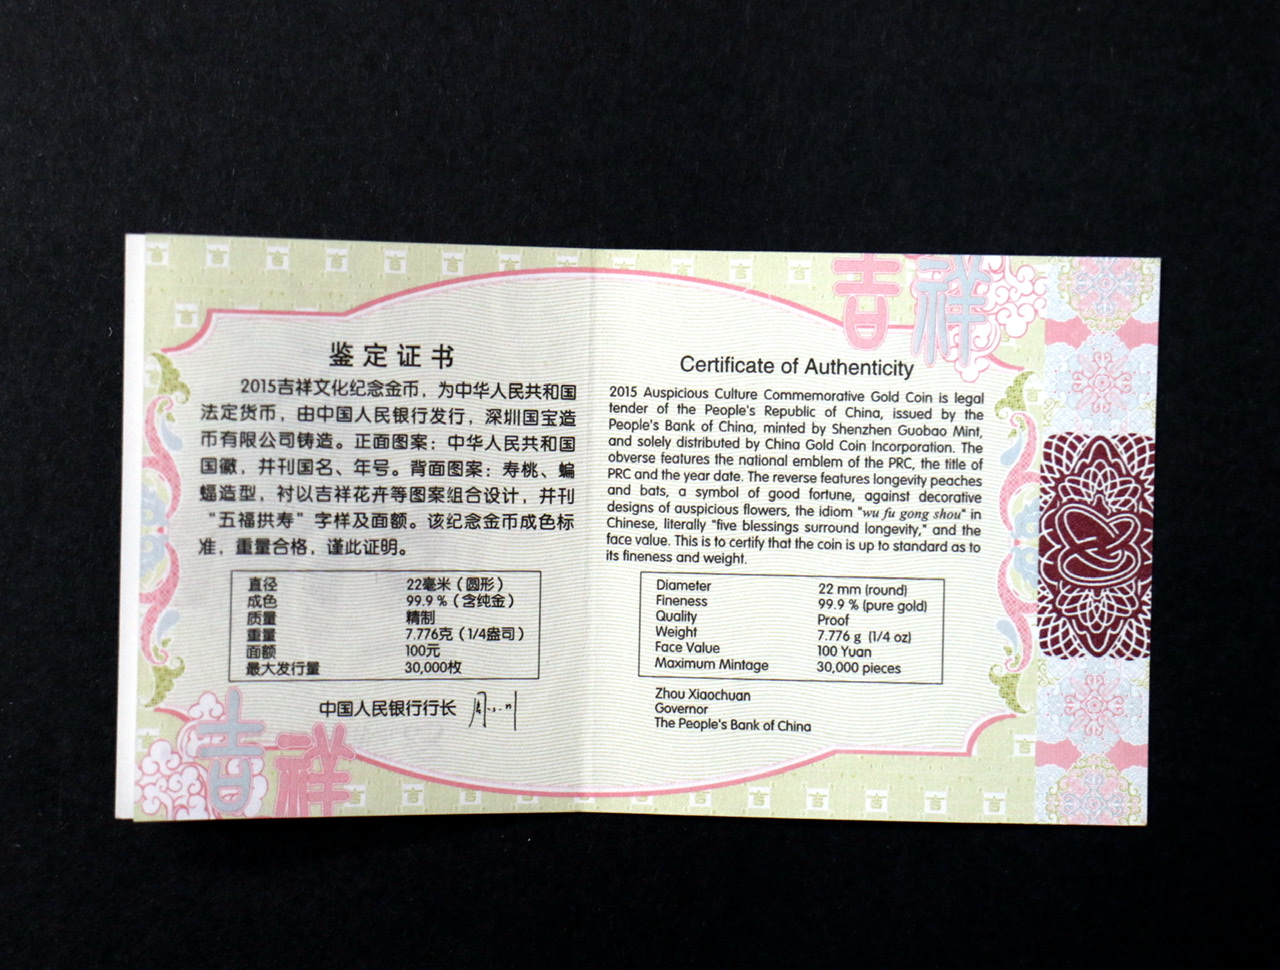 吉祥
鉴定证书
2015吉祥文化纪念金币，为中华人民共和国
法定货币，由中国人民银行发行，深圳国宝造
币有限公司铸造。正面图案：中华人民共和国
国徽，并刊国名、年号。背面图案：寿桃、蝙
蝠造型，衬以吉祥花卉等图案组合设计，并刊
“五福拱寿”字样及面额。该纪念金币成色标
准，重量合格，谨此证明。
直径 22毫米（圆形）
成色 99.9 %（含纯金）
质量 精制
重量 7.776克（1/4盎司）
面额 100元
最大发行量 30,000枚
中国人民银行行长
吉祥
Certificate of Authenticity
2015 Auspicious Culture Commemorative Gold Coin is legal
tender of the People's Republic of China, issued by the
People's Bank of China, minted by Shenzhen Guobao Mint,
and solely distributed by China Gold Coin Incorporation. The
obverse features the national emblem of the PRC, the title of
PRC and the year date. The reverse features longevity peaches
and bats, a symbol of good fortune, against decorative
designs of auspicious flowers, the idiom "wu fu gong shou" in
Chinese, literally "five blessings surround longevity," and the
face value. This is to certify that the coin is up to standard as to
its fineness and weight.
Diameter 22 mm (round)
Fineness 99.9 % (pure gold)
Quality Proof
Weight 7.776 g (1/4 oz)
Face Value 100 Yuan
Maximum Mintage 30,000 pieces
Zhou Xiaochuan
Governor
The People's Bank of China